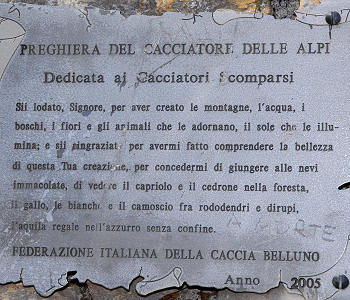 PREGHIERA DEL CACCIATORE DELLE ALPI
Dedicata ai Cacciatori Scomparsi
Sii lodato, Signore, per aver creato le montagne, l'acqua, i
boschi, i fiori e gli animali che le adornano, il sole che le illu-
mina; e sii ringraziato per avermi fatto comprendere la bellezza
di questa Tua creazione, per concedermi di giungere alle nevi
immacolate, di vedere il capriolo e il cedrone nella foresta,
il gallo, le bianche e il camoscio fra rododendri e dirupi,
l'aquila regale nell'azzurro senza confine.
A MORTE
FEDERAZIONE ITALIANA DELLA CACCIA BELLUNO
Anno 2005